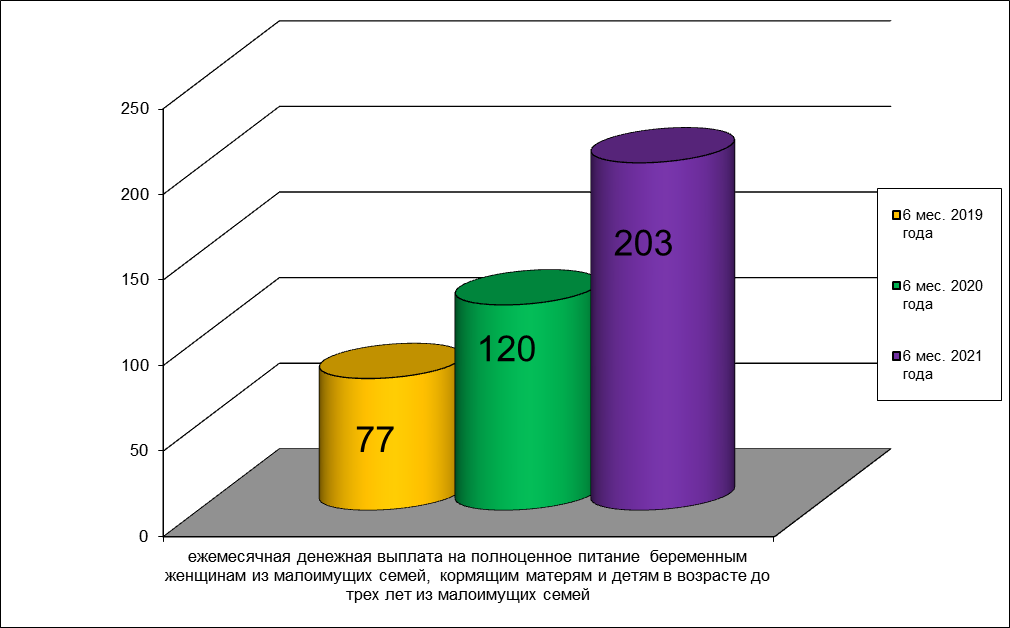 250
200
150
100
50
0
77
120
203
6 мес. 2019
года
6 мес. 2020
года
6 мес. 2021
года
ежемесячная денежная выплата на полноценное питание беременным
женщинам из малоимущих семей, кормящим матерям и детям в возрасте до
трех лет из малоимущих семей